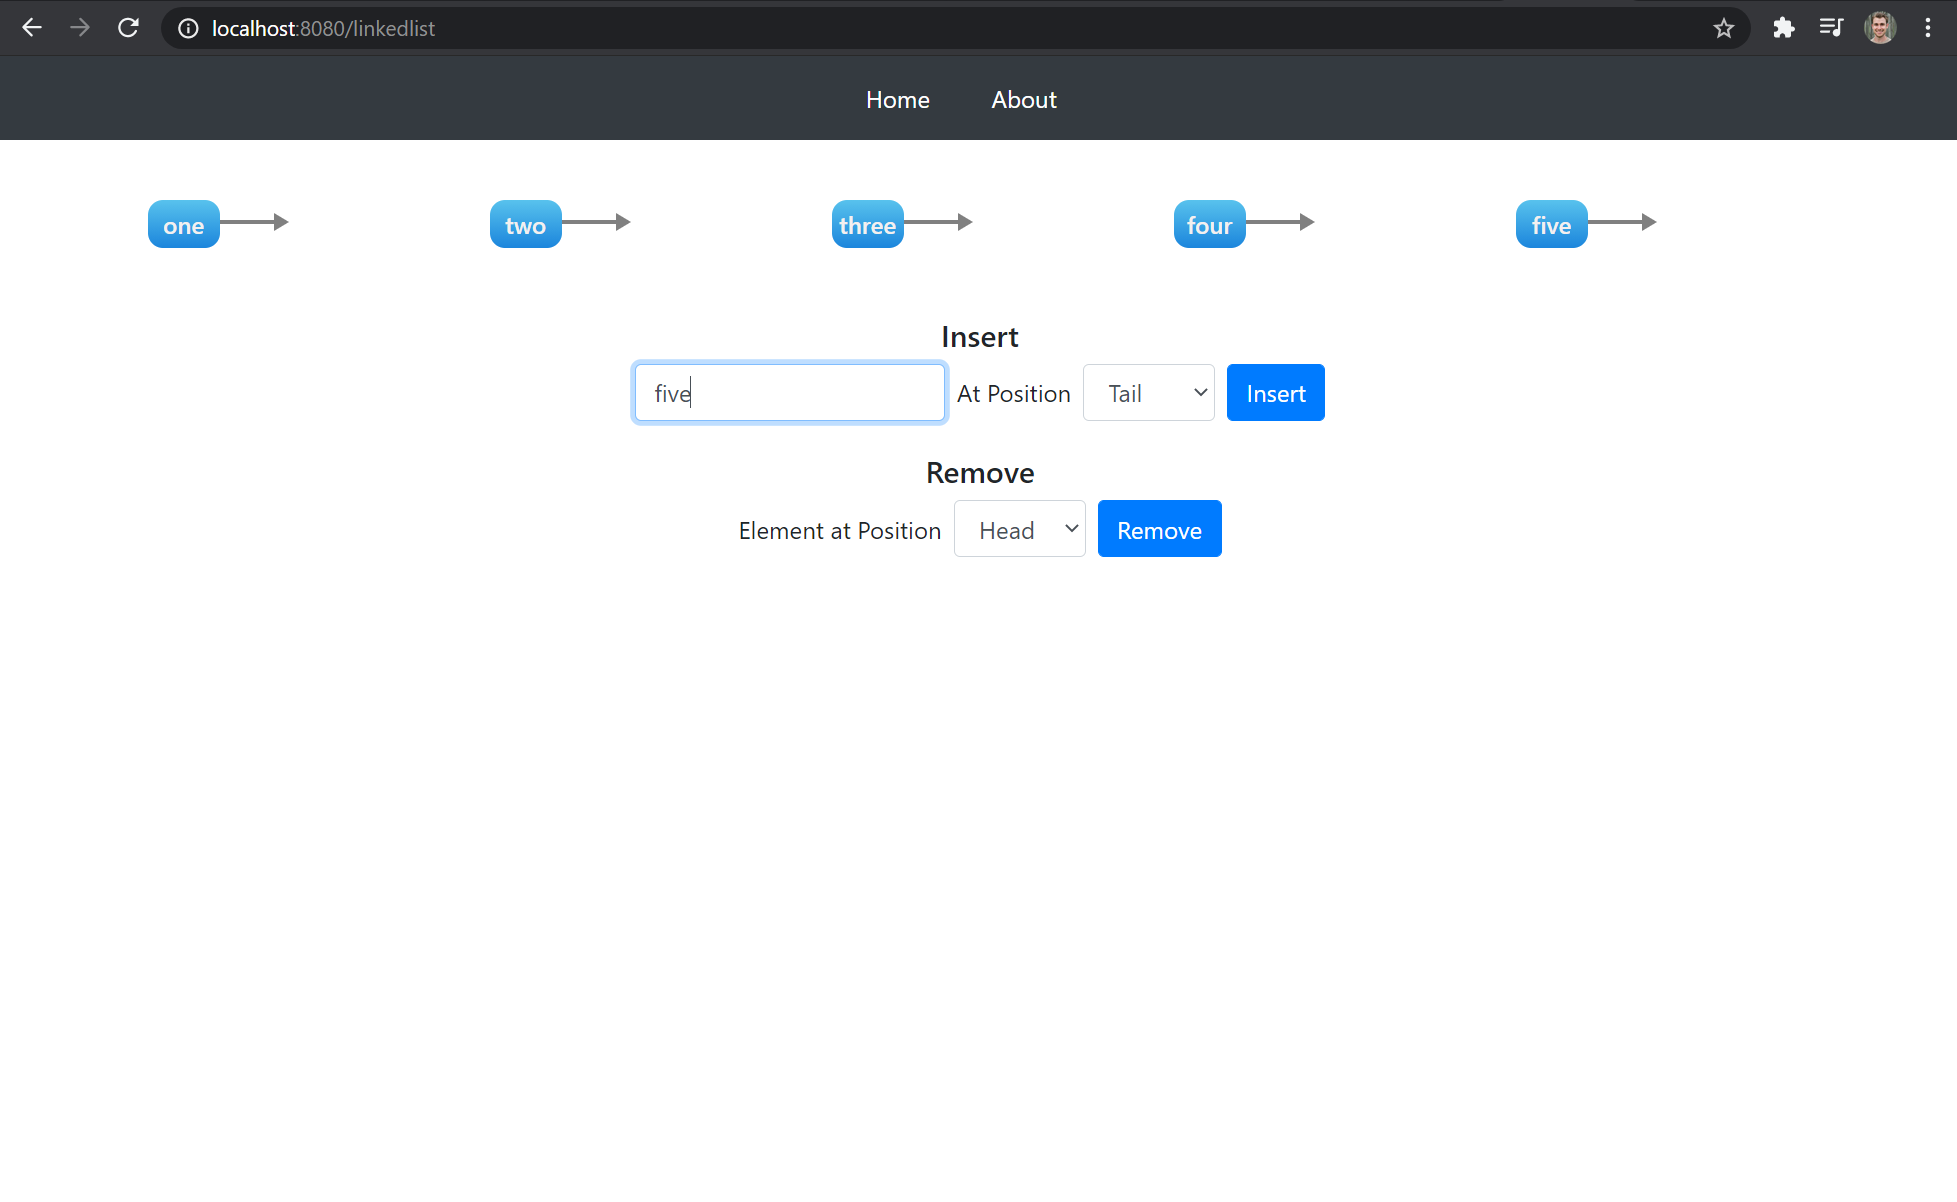 localhost:8080/linkedlist
Home About
one two three four five
Insert
five At Position Tail Insert
Remove
Element at Position Head Remove